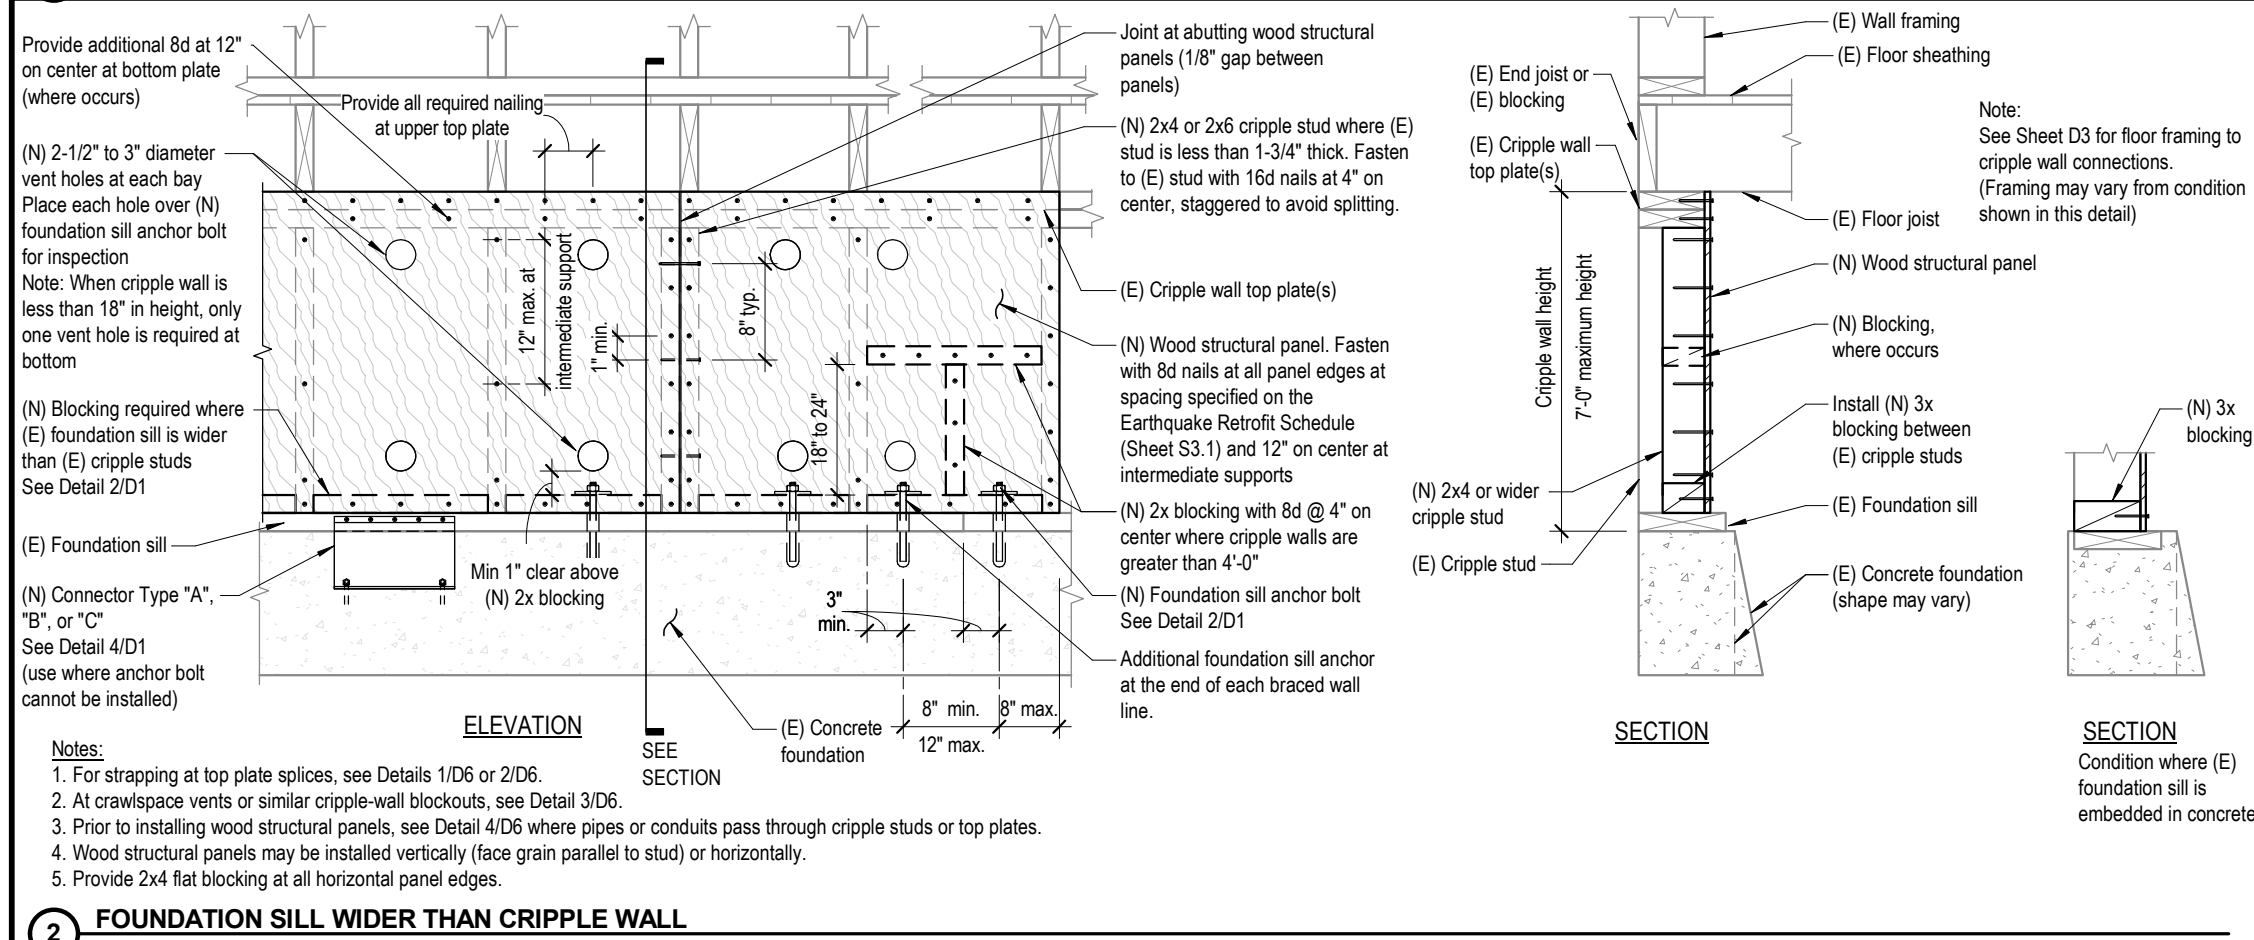 Provide additional 8d at 12"
on center at bottom plate
(where occurs)
(N) 2-1/2" to 3" diameter
vent holes at each bay
Place each hole over (N)
foundation sill anchor bolt
for inspection
Note: When cripple wall is
less than 18" in height, only
one vent hole is required at
bottom
(N) Blocking required where
(E) foundation sill is wider
than (E) cripple studs
See Detail 2/D1
(E) Foundation sill
(N) Connector Type "A",
"B", or "C"
See Detail 4/D1
(use where anchor bolt
cannot be installed)
Provide all required nailing
at upper top plate
12" max. at
intermediate support
1" min.
8" typ.
18" to 24"
Min 1" clear above
(N) 2x blocking
3"
min.
8" min.
12" max.
8" max.
(E) Concrete
foundation
ELEVATION
SEE
SECTION
Joint at abutting wood structural
panels (1/8" gap between
panels)
(N) 2x4 or 2x6 cripple stud where (E)
stud is less than 1-3/4" thick. Fasten
to (E) stud with 16d nails at 4" on
center, staggered to avoid splitting.
(E) Cripple wall top plate(s)
(N) Wood structural panel. Fasten
with 8d nails at all panel edges at
spacing specified on the
Earthquake Retrofit Schedule
(Sheet S3.1) and 12" on center at
intermediate supports
(N) 2x blocking with 8d @ 4" on
center where cripple walls are
greater than 4'-0"
(N) Foundation sill anchor bolt
See Detail 2/D1
Additional foundation sill anchor
at the end of each braced wall
line.
(E) End joist or
(E) blocking
(E) Cripple wall
top plate(s)
Cripple wall height
7'-0" maximum height
(N) 2x4 or wider
cripple stud
(E) Cripple stud
(E) Wall framing
(E) Floor sheathing
(E) Floor joist
(N) Wood structural panel
(N) Blocking,
where occurs
Install (N) 3x
blocking between
(E) cripple studs
(E) Foundation sill
(E) Concrete foundation
(shape may vary)
SECTION
Note:
See Sheet D3 for floor framing to
cripple wall connections.
(Framing may vary from condition
shown in this detail)
(N) 3x
blocking
SECTION
Condition where (E)
foundation sill is
embedded in concrete
Notes:
1. For strapping at top plate splices, see Details 1/D6 or 2/D6.
2. At crawlspace vents or similar cripple-wall blockouts, see Detail 3/D6.
3. Prior to installing wood structural panels, see Detail 4/D6 where pipes or conduits pass through cripple studs or top plates.
4. Wood structural panels may be installed vertically (face grain parallel to stud) or horizontally.
5. Provide 2x4 flat blocking at all horizontal panel edges.
2 FOUNDATION SILL WIDER THAN CRIPPLE WALL